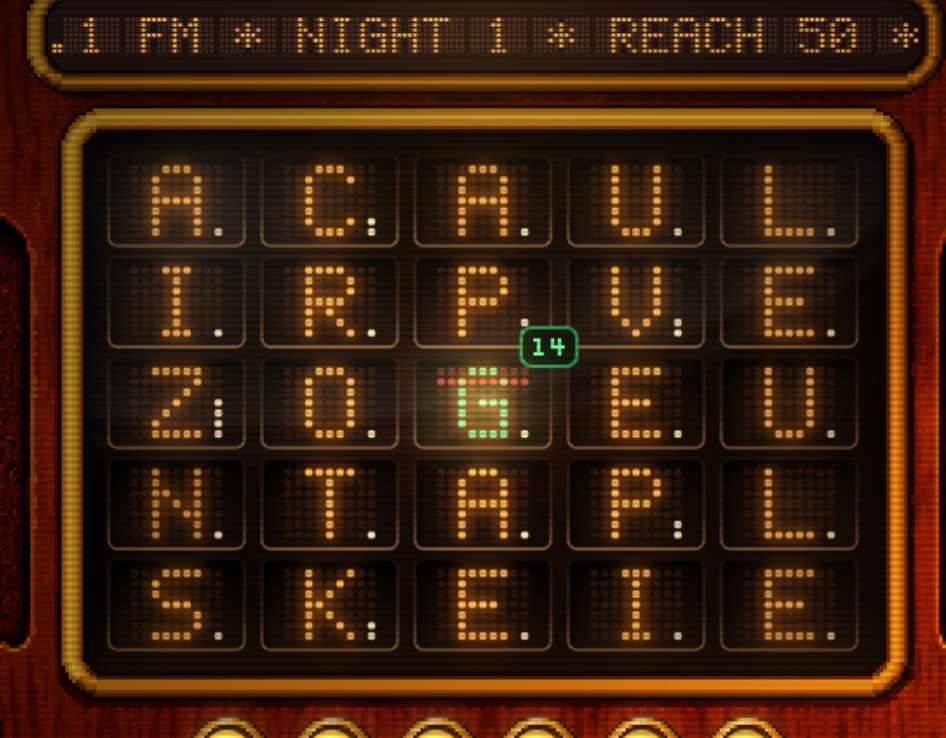 .1 FM * NIGHT 1 * REACH 50 *
A C A U L
I R P V E
14
Z O G E U
N T A P L
S K E I E